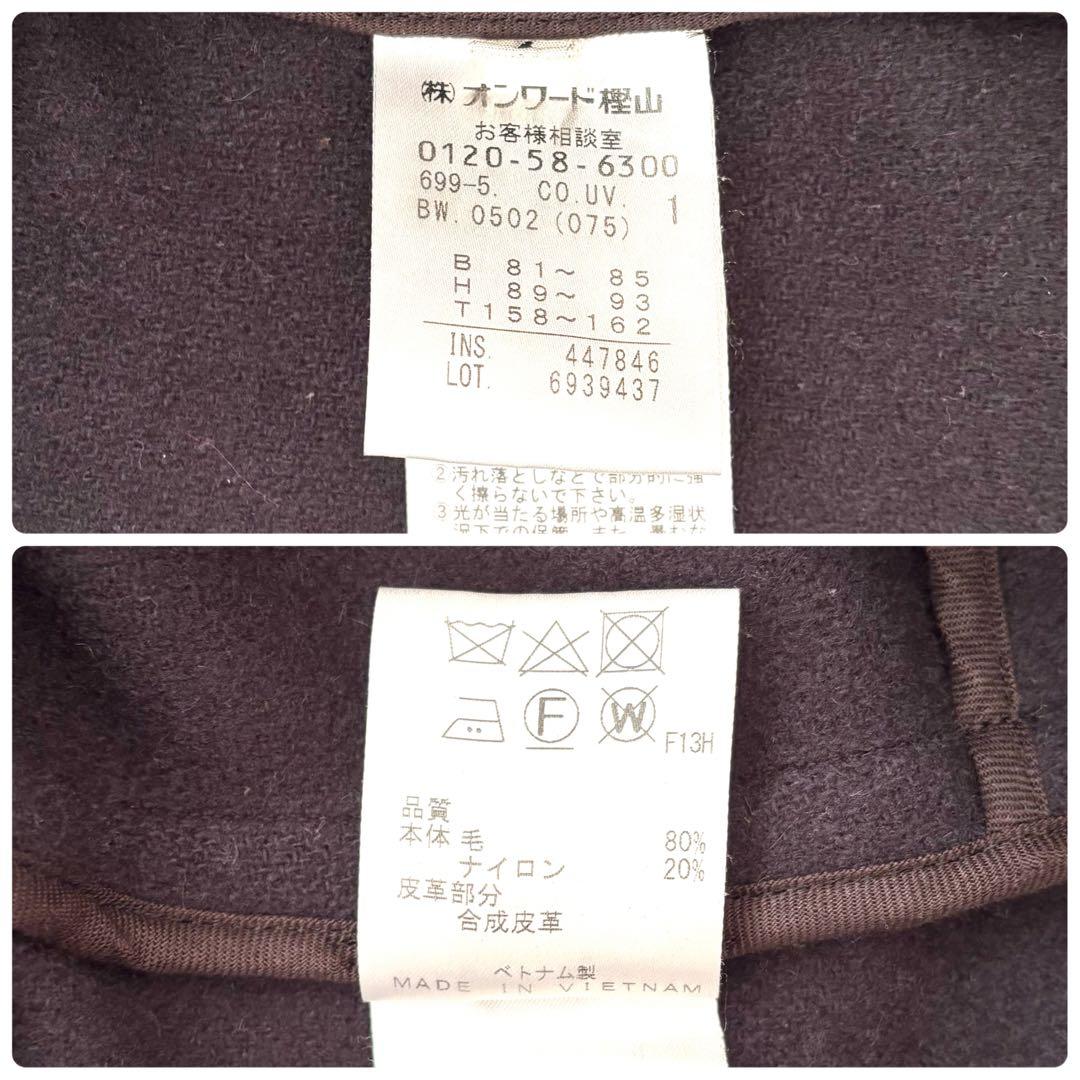 ㈱オンワード樫山
お客様相談室
0120-58-6300
699-5. CO.UV. 1
BW.0502(075)
B 81～ 85
H 89～ 93
T158～162
INS. 447846
LOT. 6939437
②汚れ落としなどで部分的に強
く擦らないで下さい。
③光が当たる場所や高温多湿状
F
W
F13H
品質
本体 毛 80%
ナイロン 20%
皮革部分
合成皮革
ベトナム製
MADE IN VIETNAM